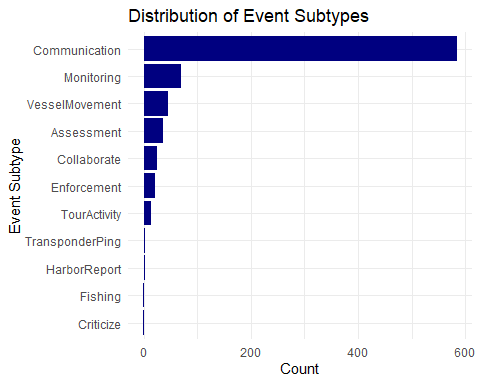 Distribution of Event Subtypes
Event Subtype
Communication
Monitoring
VesselMovement
Assessment
Collaborate
Enforcement
TourActivity
TransponderPing
HarborReport
Fishing
Criticize
0 200 400 600
Count